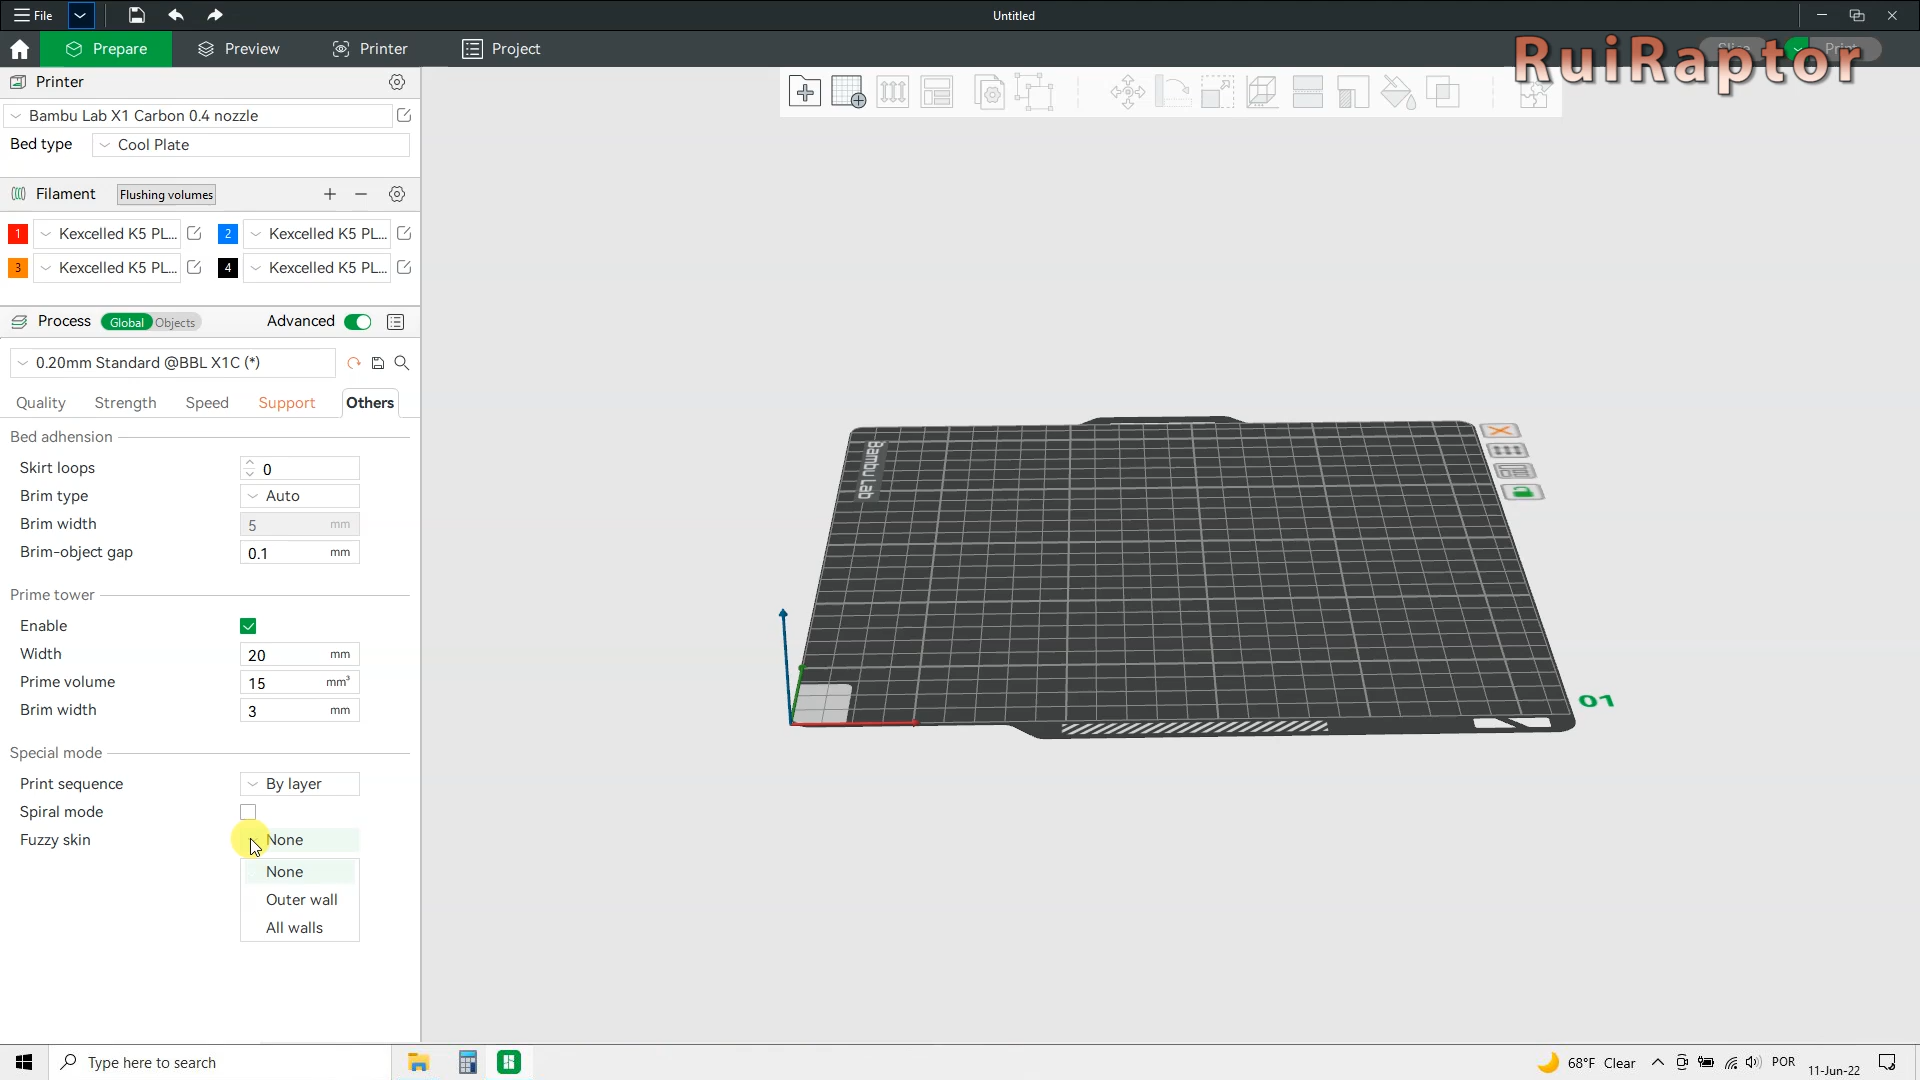 File
Untitled
Prepare
Preview
Printer
Project
Slice
Print
RuiRaptor
Printer
Bambu Lab X1 Carbon 0.4 nozzle
Bed type
Cool Plate
Filament
Flushing volumes
1
Kexcelled K5 PL...
2
Kexcelled K5 PL...
3
Kexcelled K5 PL...
4
Kexcelled K5 PL...
Process
Global
Objects
Advanced
0.20mm Standard @BBL X1C (*)
Quality
Strength
Speed
Support
Others
Bed adhension
Skirt loops
0
Brim type
Auto
Brim width
5 mm
Brim-object gap
0.1 mm
Prime tower
Enable
Width
20 mm
Prime volume
15 mm³
Brim width
3 mm
Special mode
Print sequence
By layer
Spiral mode
Fuzzy skin
None
None
Outer wall
All walls
Bambu Lab
01
Type here to search
68°F Clear
POR
11-Jun-22